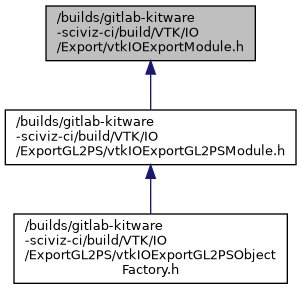 /builds/gitlab-kitware
-sciviz-ci/build/VTK/IO
/Export/vtkIOExportModule.h
/builds/gitlab-kitware
-sciviz-ci/build/VTK/IO
/ExportGL2PS/vtkIOExportGL2PSModule.h
/builds/gitlab-kitware
-sciviz-ci/build/VTK/IO
/ExportGL2PS/vtkIOExportGL2PSObject
Factory.h